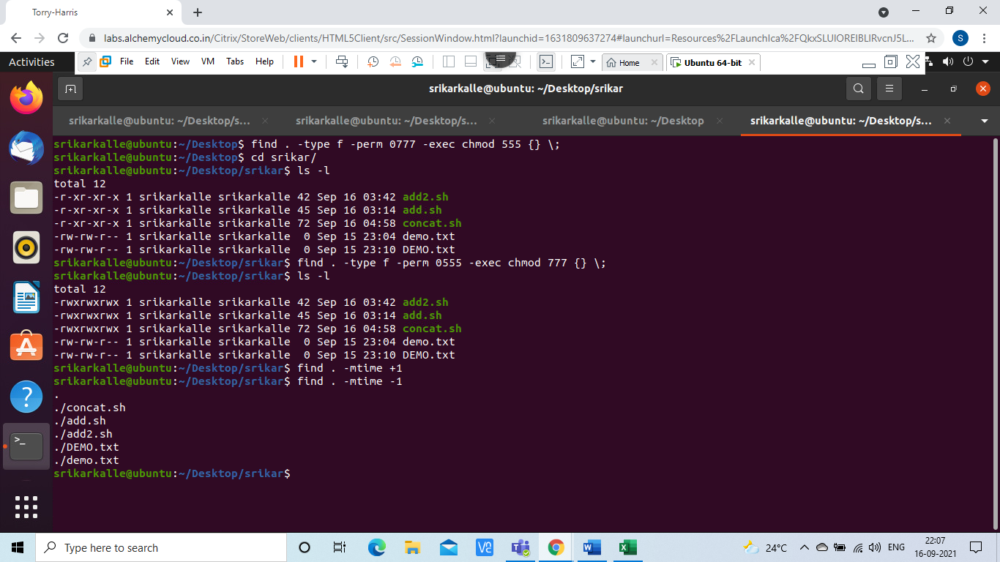 Torry-Harris
labs.alchemycloud.co.in/Citrix/StoreWeb/clients/HTML5Client/src/SessionWindow.html?launchid=1631809637274#launchurl=Resources%2FLaunchIca%2FQkxSLUlORElBLlRvcnJ5L...
S
Activities
File Edit View VM Tabs Help
Home
Ubuntu 64-bit
srikarkalle@ubuntu: ~/Desktop/srikar
srikarkalle@ubuntu: ~/Desktop/s... srikarkalle@ubuntu: ~/Desktop/s... srikarkalle@ubuntu: ~/Desktop srikarkalle@ubuntu: ~/Desktop/s...
srikarkalle@ubuntu:~/Desktop$ find . -type f -perm 0777 -exec chmod 555 {} \;
srikarkalle@ubuntu:~/Desktop$ cd srikar/
srikarkalle@ubuntu:~/Desktop/srikar$ ls -l
total 12
-r-xr-xr-x 1 srikarkalle srikarkalle 42 Sep 16 03:42 add2.sh
-r-xr-xr-x 1 srikarkalle srikarkalle 45 Sep 16 03:14 add.sh
-r-xr-xr-x 1 srikarkalle srikarkalle 72 Sep 16 04:58 concat.sh
-rw-rw-r-- 1 srikarkalle srikarkalle  0 Sep 15 23:04 demo.txt
-rw-rw-r-- 1 srikarkalle srikarkalle  0 Sep 15 23:10 DEMO.txt
srikarkalle@ubuntu:~/Desktop/srikar$ find . -type f -perm 0555 -exec chmod 777 {} \;
srikarkalle@ubuntu:~/Desktop/srikar$ ls -l
total 12
-rwxrwxrwx 1 srikarkalle srikarkalle 42 Sep 16 03:42 add2.sh
-rwxrwxrwx 1 srikarkalle srikarkalle 45 Sep 16 03:14 add.sh
-rwxrwxrwx 1 srikarkalle srikarkalle 72 Sep 16 04:58 concat.sh
-rw-rw-r-- 1 srikarkalle srikarkalle  0 Sep 15 23:04 demo.txt
-rw-rw-r-- 1 srikarkalle srikarkalle  0 Sep 15 23:10 DEMO.txt
srikarkalle@ubuntu:~/Desktop/srikar$ find . -mtime +1
srikarkalle@ubuntu:~/Desktop/srikar$ find . -mtime -1
.
./concat.sh
./add.sh
./add2.sh
./DEMO.txt
./demo.txt
srikarkalle@ubuntu:~/Desktop/srikar$
Type here to search
24°C
ENG
22:07
16-09-2021